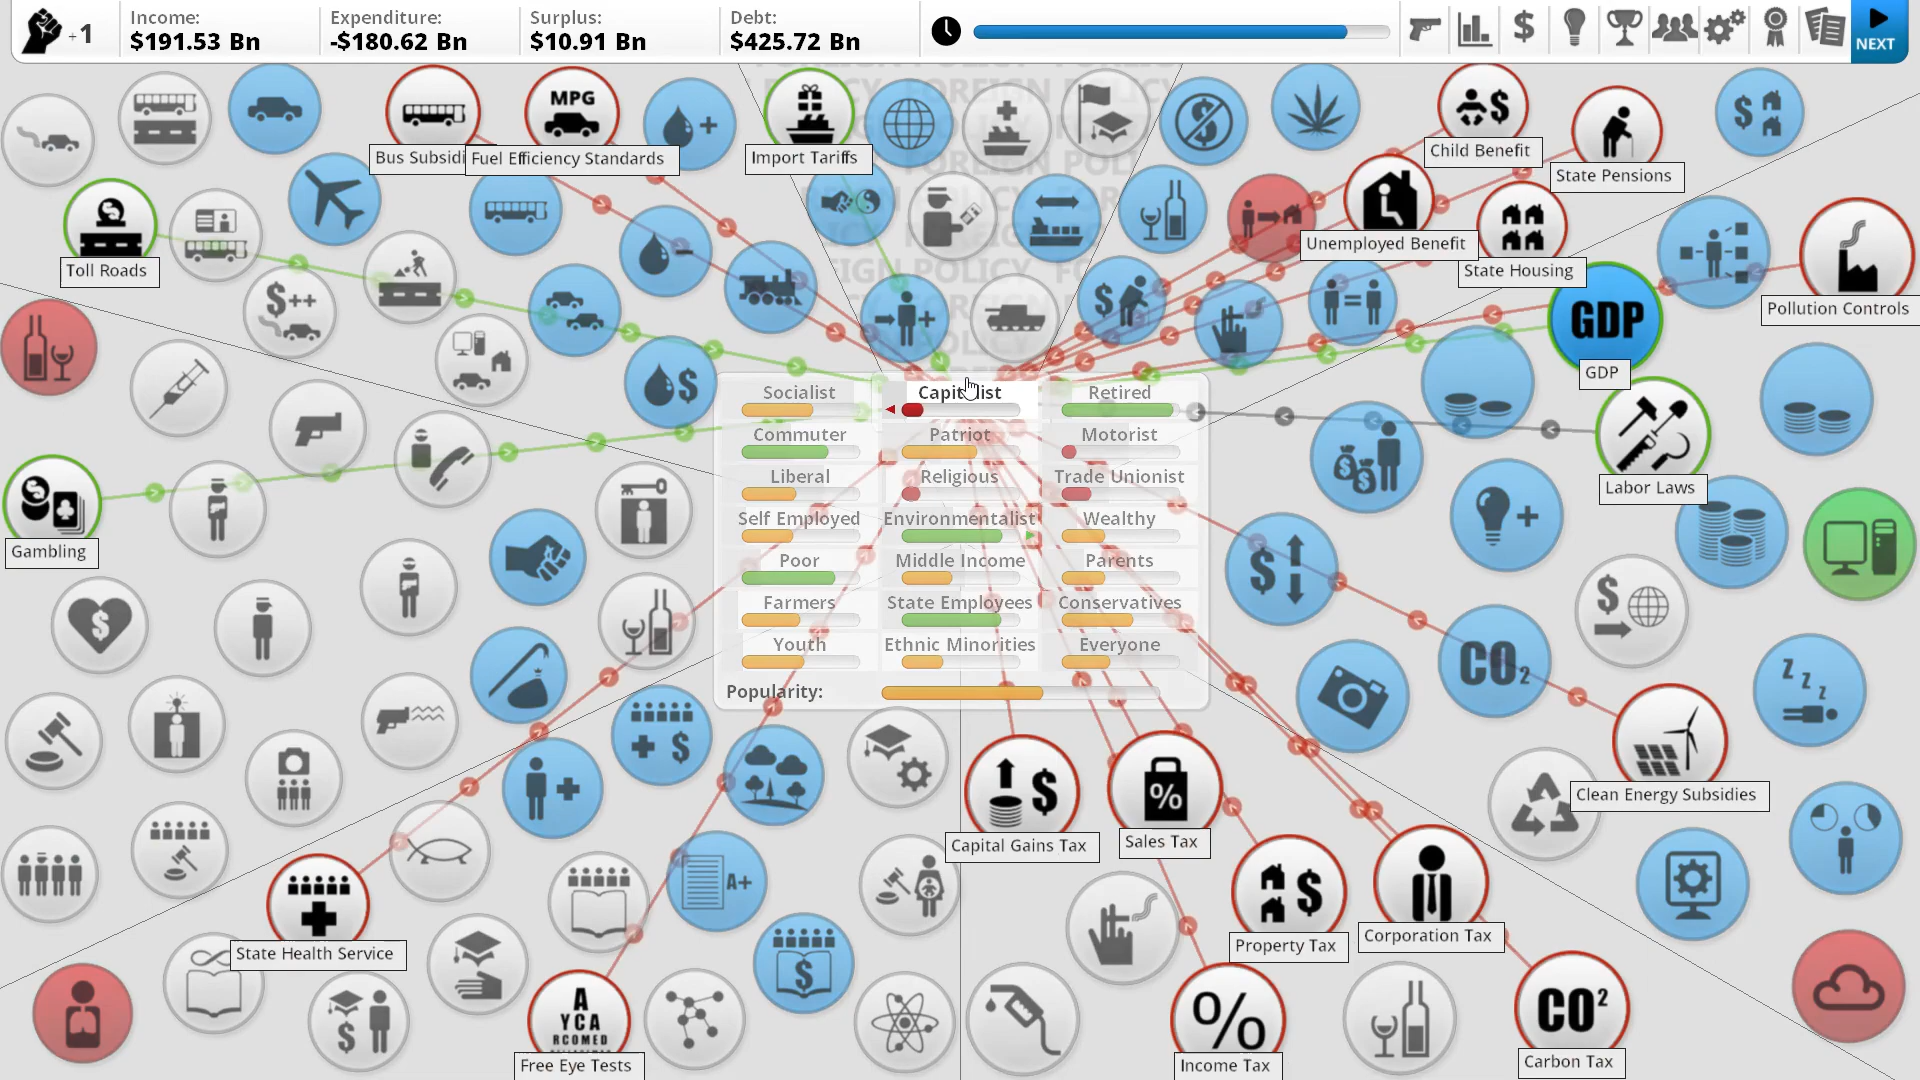 +1
Income:
$191.53 Bn
Expenditure:
-$180.62 Bn
Surplus:
$10.91 Bn
Debt:
$425.72 Bn
NEXT
FOREIGN POLICY
MPG
Bus Subsidi
Fuel Efficiency Standards
Import Tariffs
Child Benefit
State Pensions
Unemployed Benefit
State Housing
Toll Roads
Pollution Controls
GDP
GDP
Labor Laws
Gambling
Socialist
Capitalist
Retired
Commuter
Patriot
Motorist
Liberal
Religious
Trade Unionist
Self Employed
Environmentalist
Wealthy
Poor
Middle Income
Parents
Farmers
State Employees
Conservatives
Youth
Ethnic Minorities
Everyone
Popularity:
CO2
Z Z Z
Clean Energy Subsidies
Capital Gains Tax
%
Sales Tax
A+
State Health Service
Property Tax
Corporation Tax
A
YCA
RCOMED
Free Eye Tests
%
Income Tax
CO2
Carbon Tax